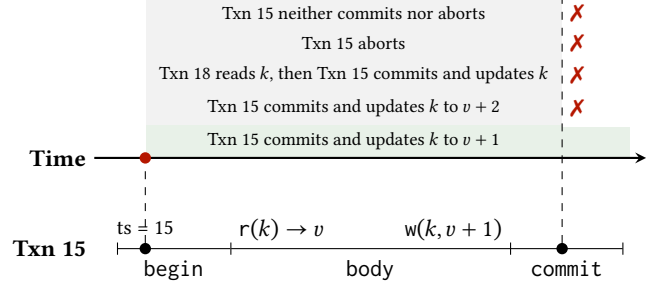 Txn 15 neither commits nor aborts ✗
Txn 15 aborts ✗
Txn 18 reads k, then Txn 15 commits and updates k ✗
Txn 15 commits and updates k to v + 2 ✗
Txn 15 commits and updates k to v + 1
Time
ts = 15 r(k) → v w(k, v + 1)
Txn 15
begin body commit